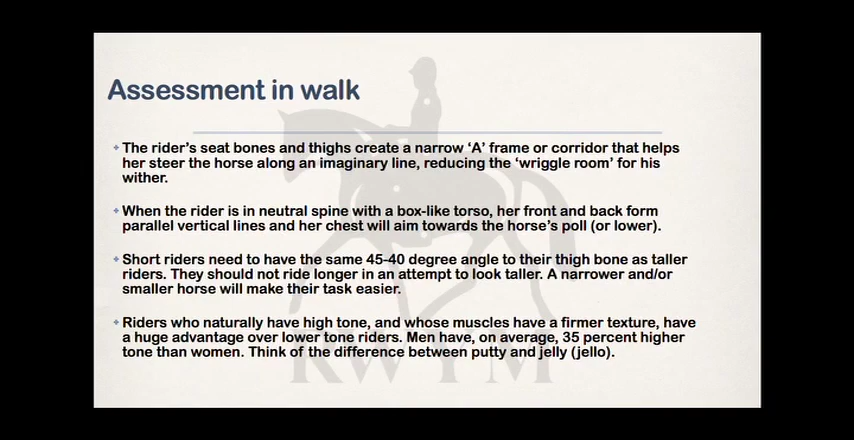 Assessment in walk
The rider's seat bones and thighs create a narrow 'A' frame or corridor that helps
her steer the horse along an imaginary line, reducing the 'wriggle room' for his
wither.
When the rider is in neutral spine with a box-like torso, her front and back form
parallel vertical lines and her chest will aim towards the horse's poll (or lower).
Short riders need to have the same 45-40 degree angle to their thigh bone as taller
riders. They should not ride longer in an attempt to look taller. A narrower and/or
smaller horse will make their task easier.
Riders who naturally have high tone, and whose muscles have a firmer texture, have
a huge advantage over lower tone riders. Men have, on average, 35 percent higher
tone than women. Think of the difference between putty and jelly (jello).
RWYM